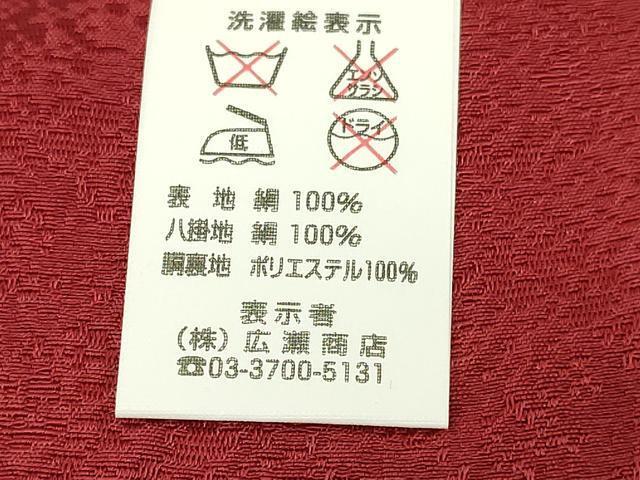 洗濯絵表示
エンソ
サラシ
低
ドライ
表 地 絹 100%
八掛地 絹 100%
胴裏地 ポリエステル100%
表示者
(株)広瀬商店
☎03-3700-5131